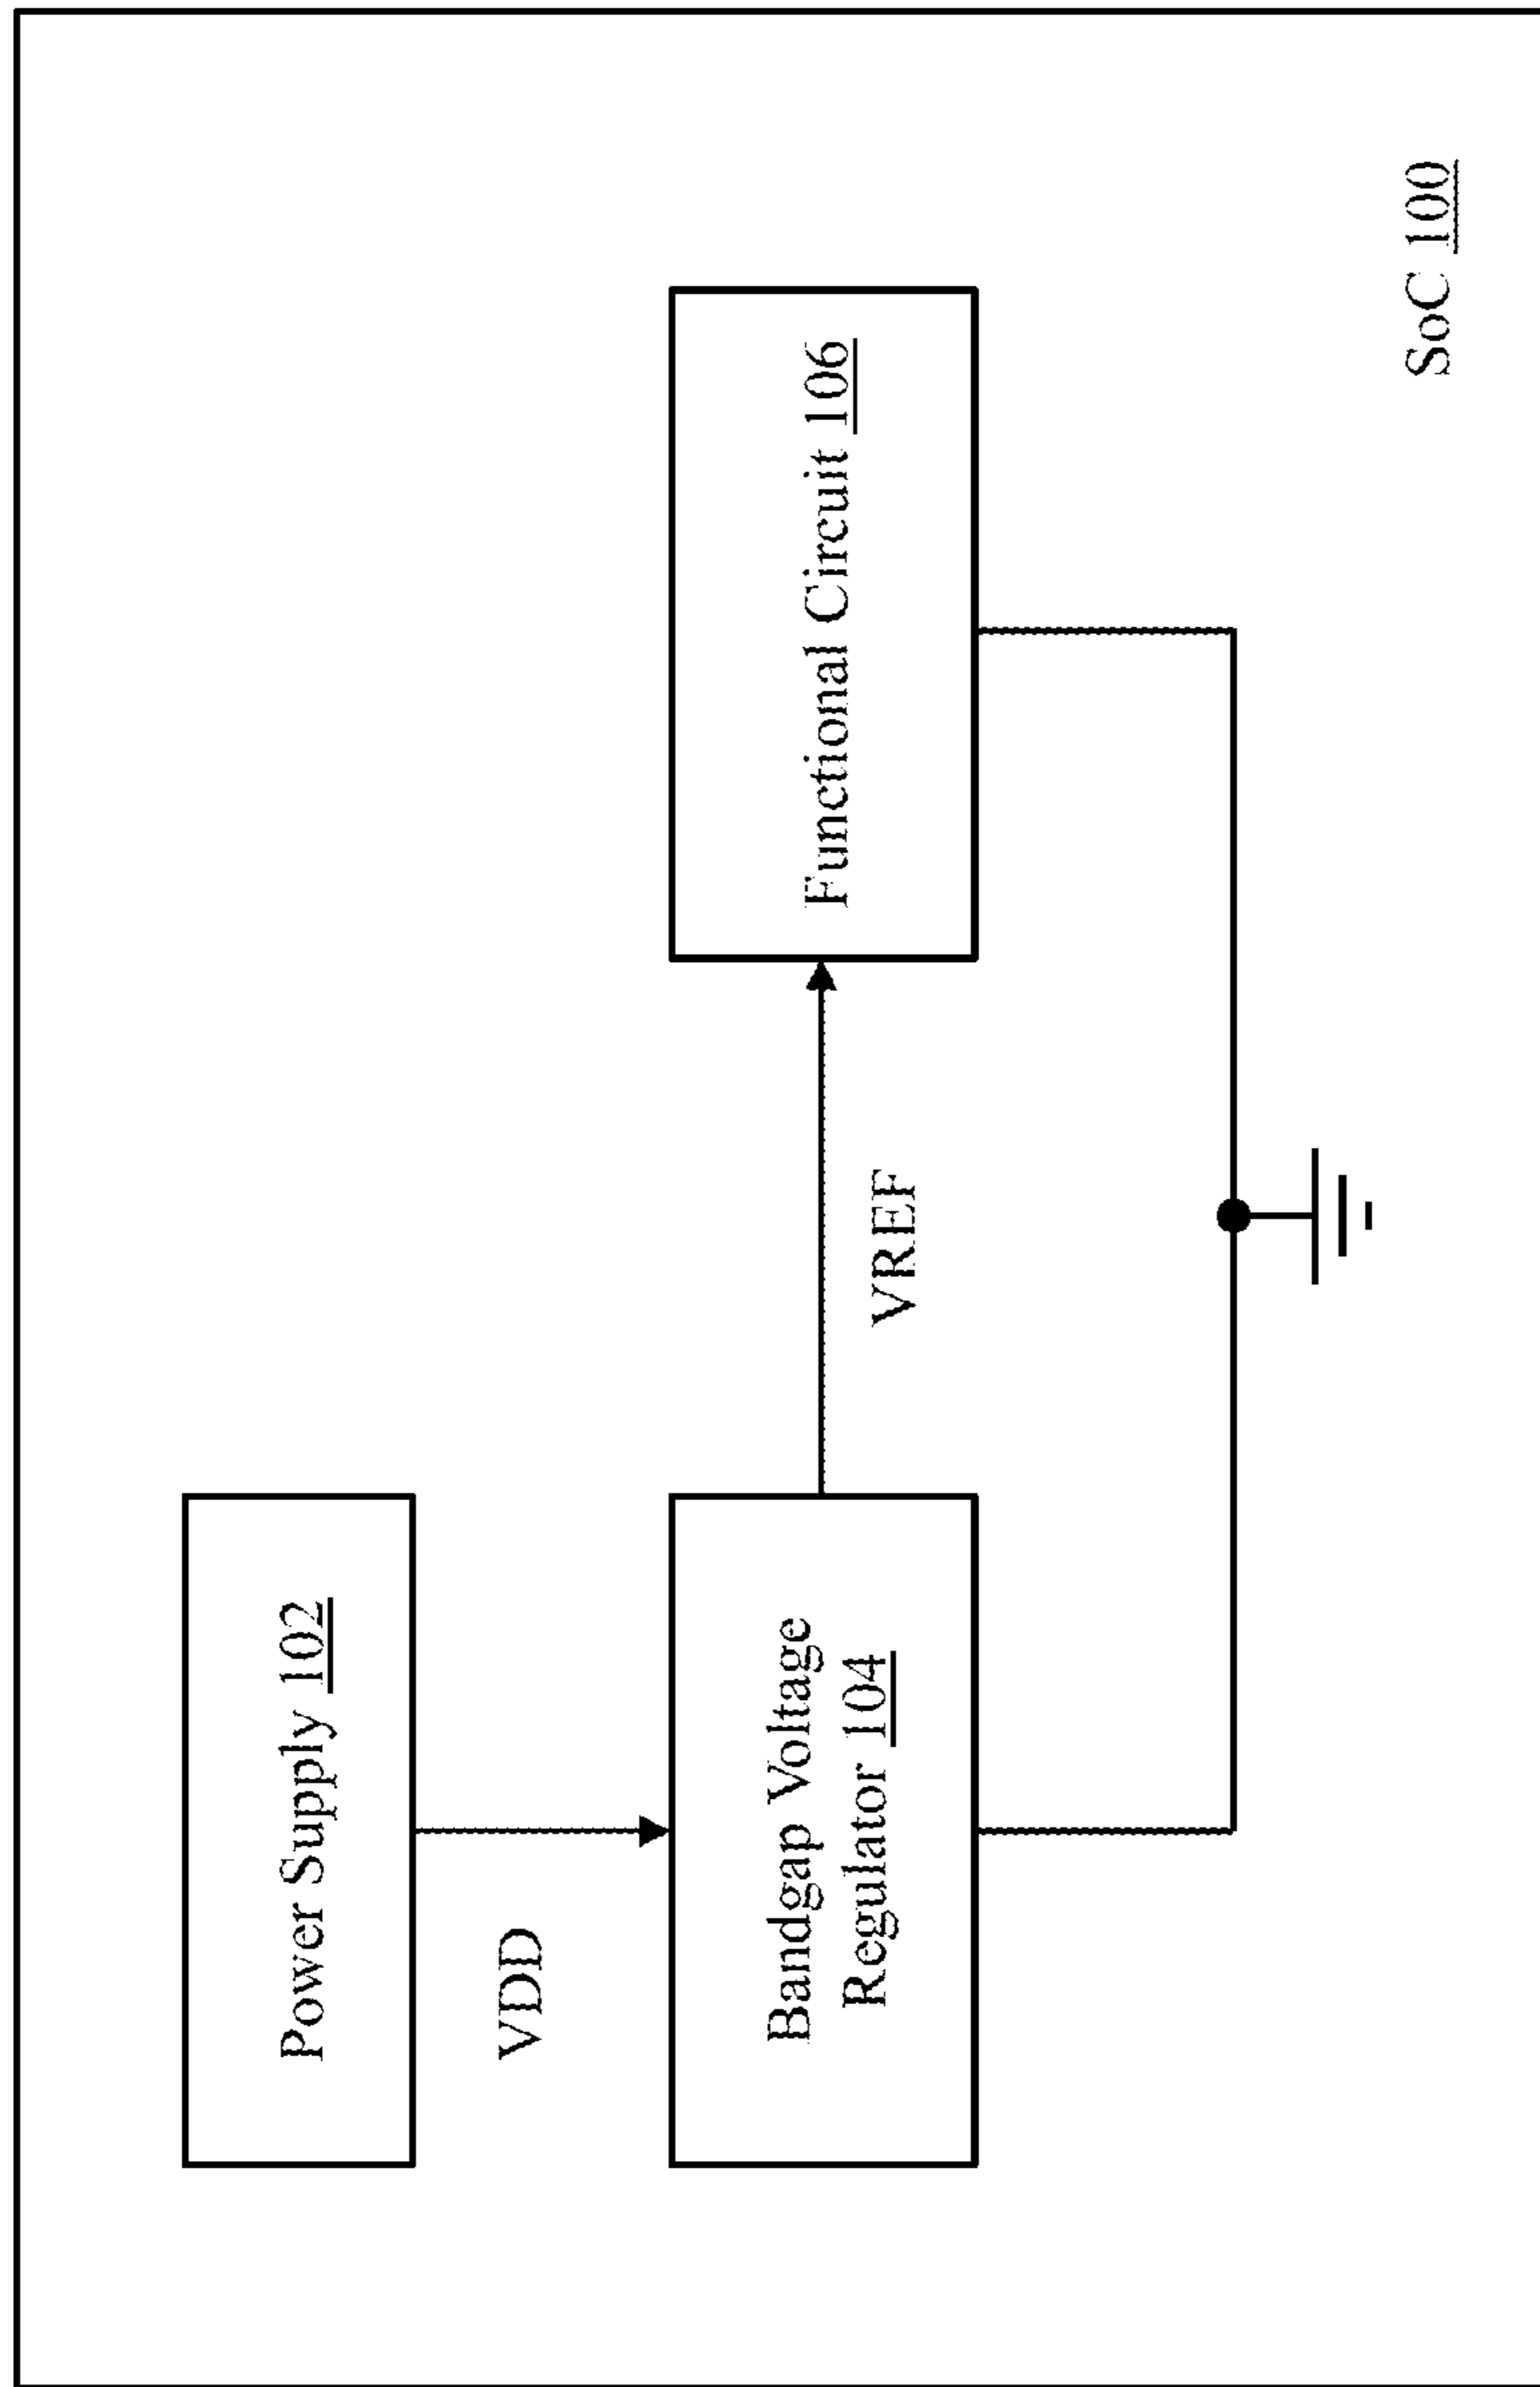 Power Supply 102
VDD
Bandgap Voltage
Regulator 104
VREF
Functional Circuit 106
SoC 100